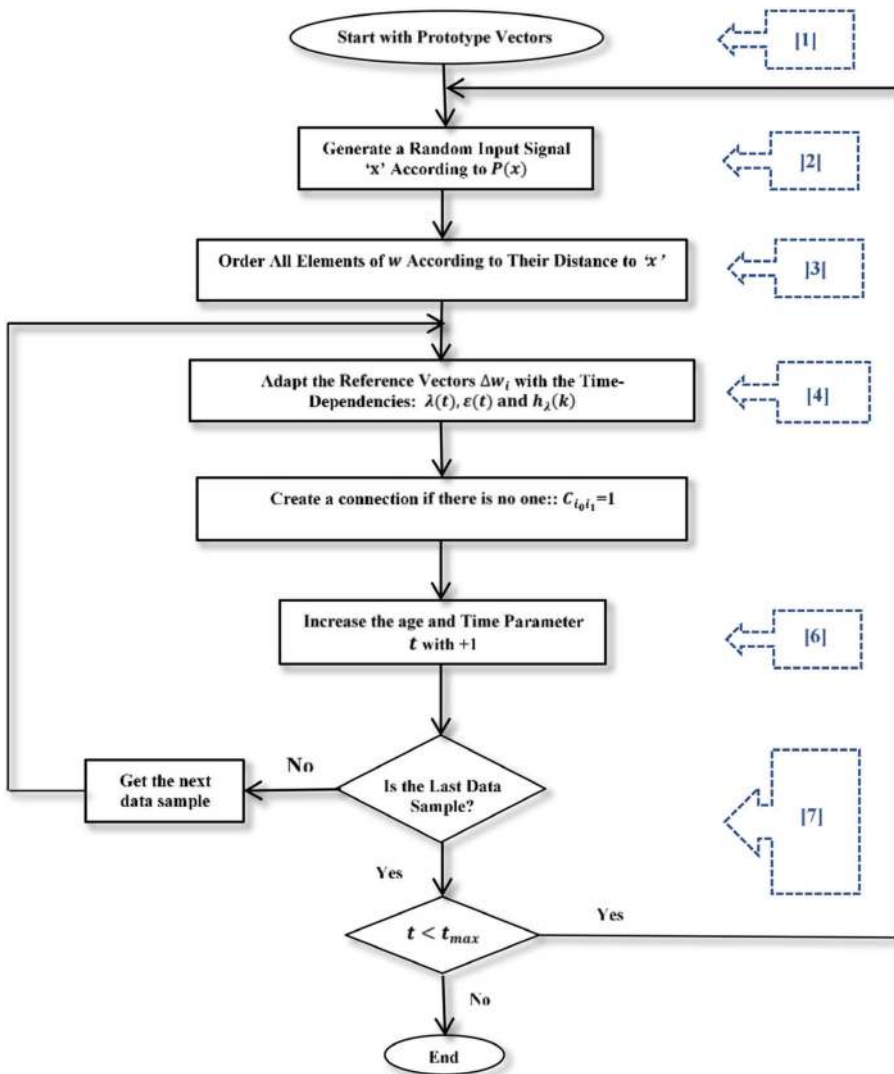 Start with Prototype Vectors
[1]
Generate a Random Input Signal
‘x’ According to P(x)
|2|
Order All Elements of w According to Their Distance to ‘x’
|3|
Adapt the Reference Vectors Δw_i with the Time-
Dependencies: λ(t), ε(t) and h_λ(k)
[4]
Create a connection if there is no one:: C_{i_0 i_1}=1
Increase the age and Time Parameter
t with +1
[6]
Get the next
data sample
No
Is the Last Data
Sample?
[7]
Yes
t < t_max
Yes
No
End